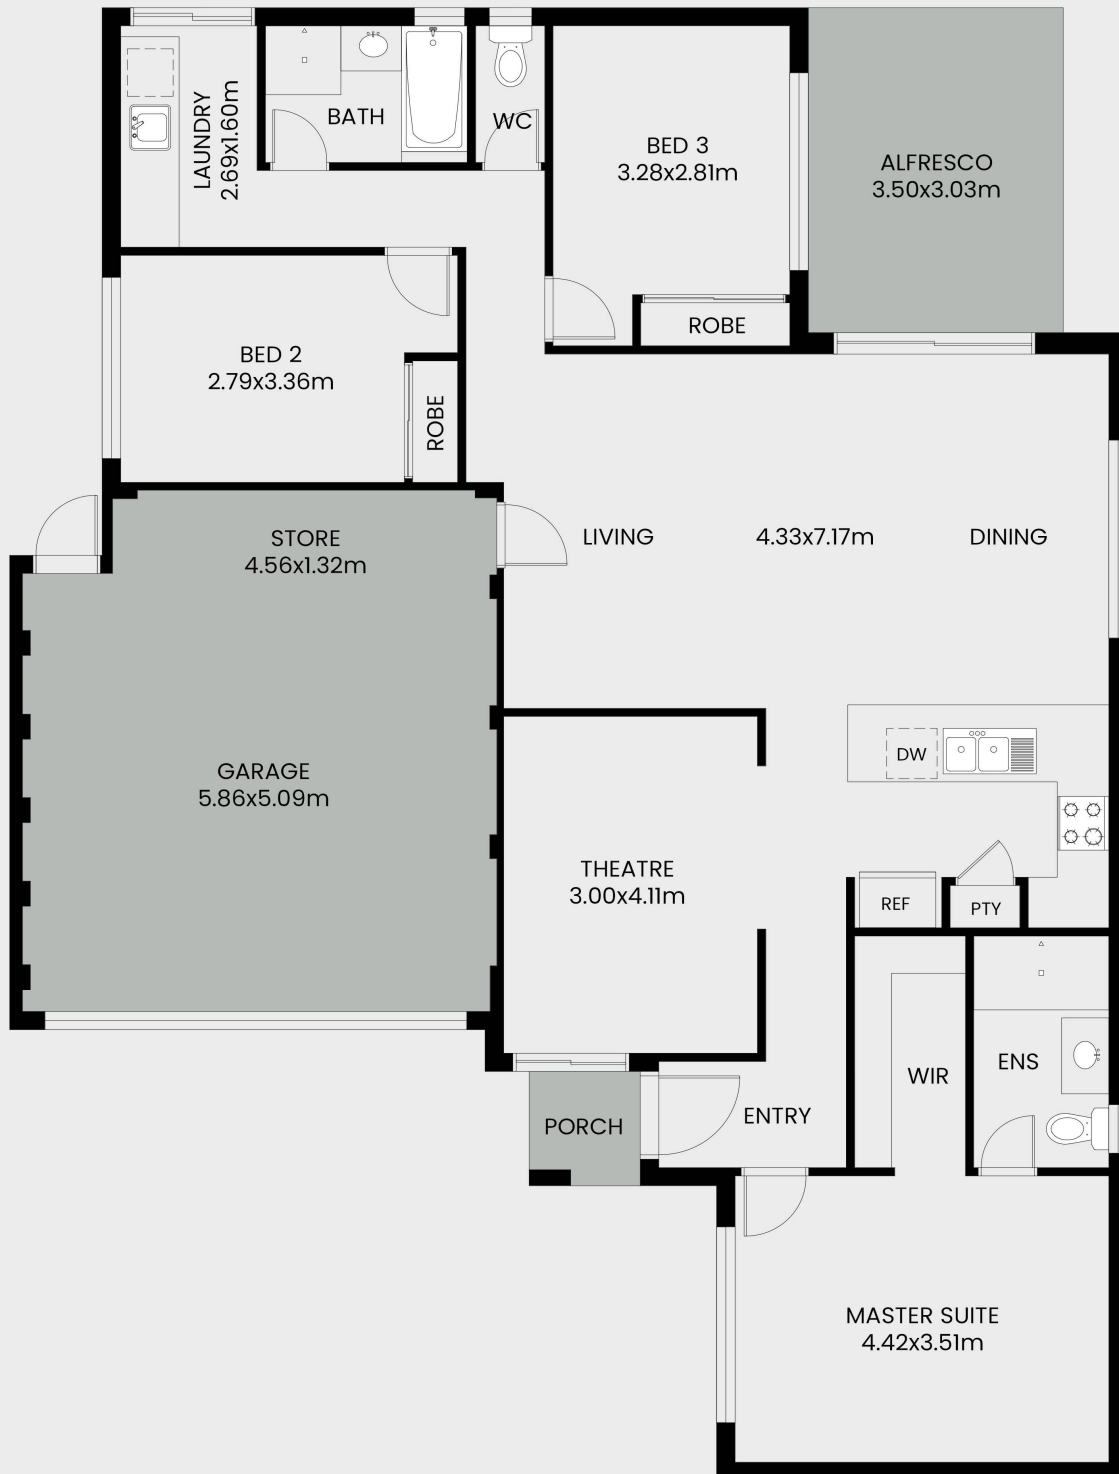 LAUNDRY
2.69x1.60m
BATH
WC
BED 3
3.28x2.81m
ALFRESCO
3.50x3.03m
ROBE
BED 2
2.79x3.36m
ROBE
STORE
4.56x1.32m
LIVING
4.33x7.17m
DINING
GARAGE
5.86x5.09m
DW
THEATRE
3.00x4.11m
REF
PTY
WIR
ENS
PORCH
ENTRY
MASTER SUITE
4.42x3.51m